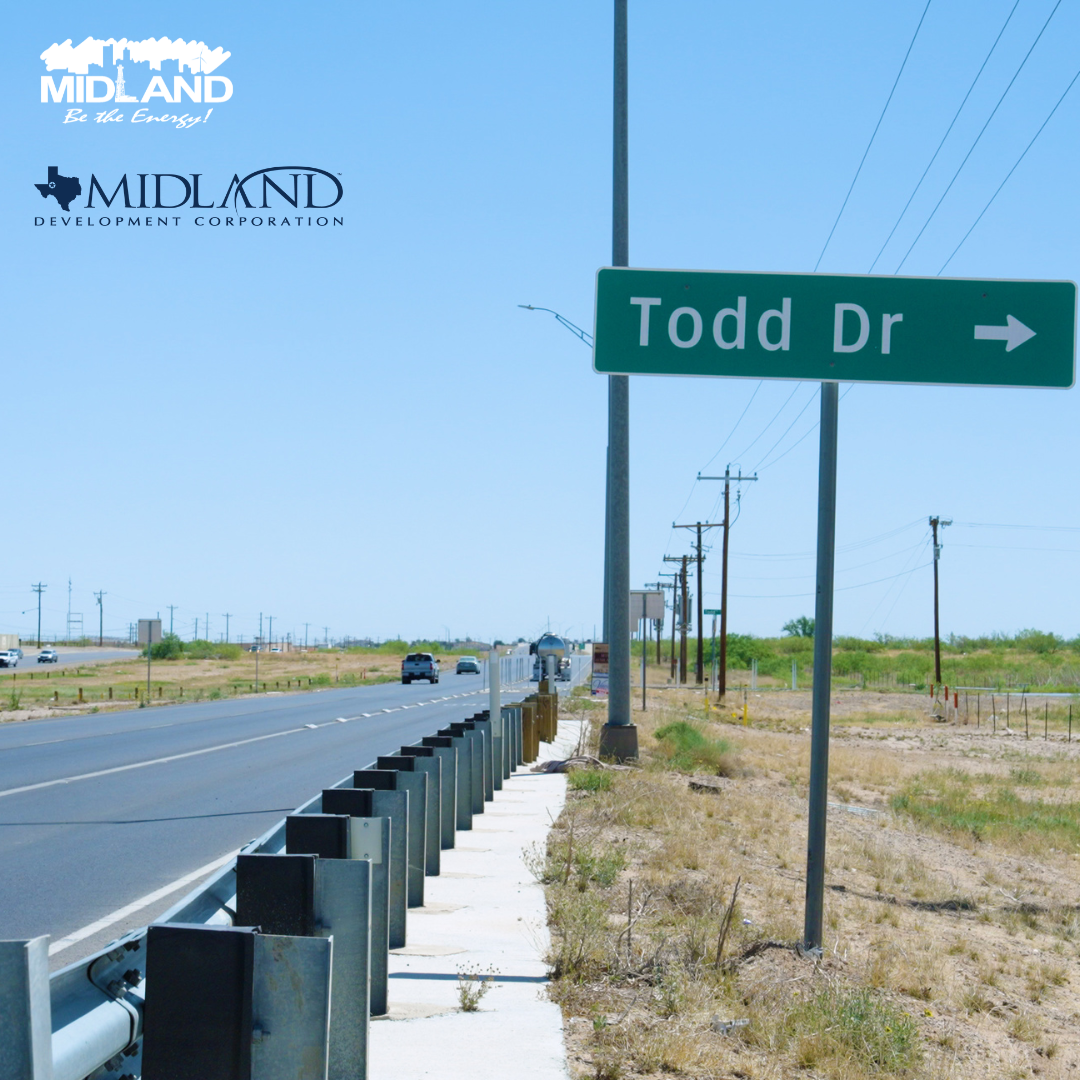 MIDLAND
Be the Energy!
MIDLAND
DEVELOPMENT CORPORATION
Todd Dr